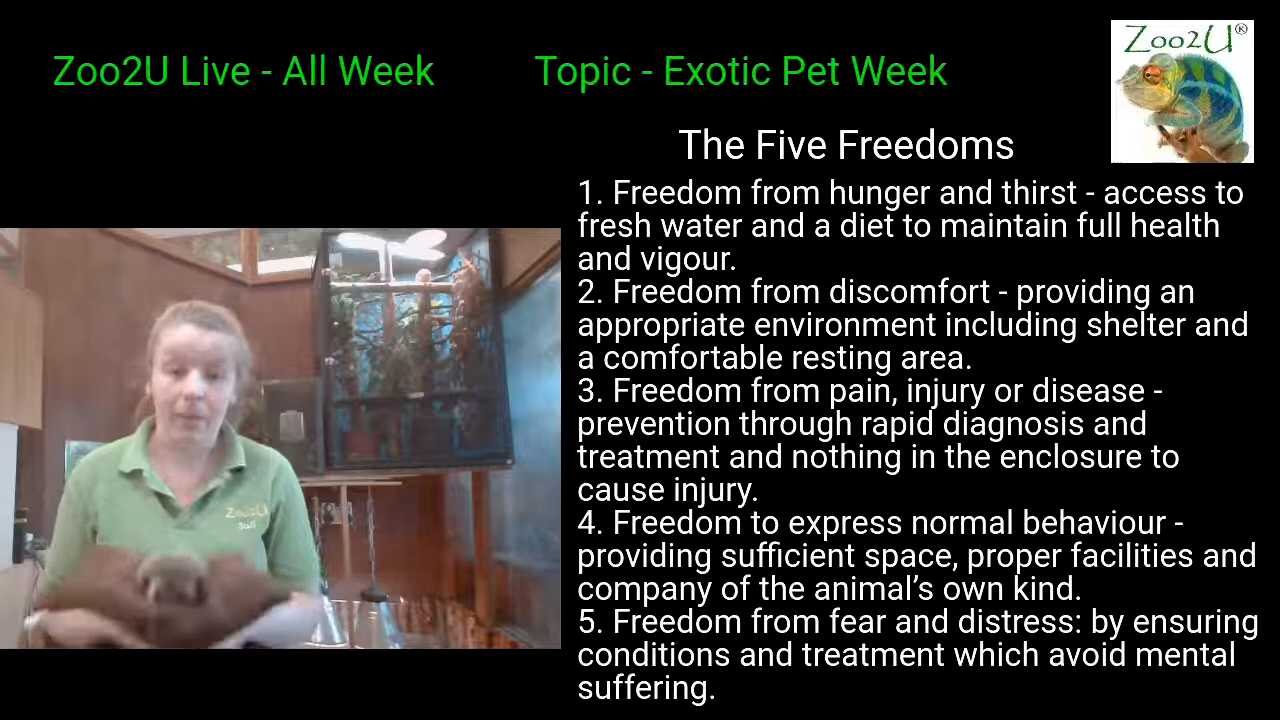 Zoo2U Live - All Week
Topic - Exotic Pet Week
Zoo2U®
The Five Freedoms
1. Freedom from hunger and thirst - access to
fresh water and a diet to maintain full health
and vigour.
2. Freedom from discomfort - providing an
appropriate environment including shelter and
a comfortable resting area.
3. Freedom from pain, injury or disease -
prevention through rapid diagnosis and
treatment and nothing in the enclosure to
cause injury.
4. Freedom to express normal behaviour -
providing sufficient space, proper facilities and
company of the animal’s own kind.
5. Freedom from fear and distress: by ensuring
conditions and treatment which avoid mental
suffering.
Zoo2U